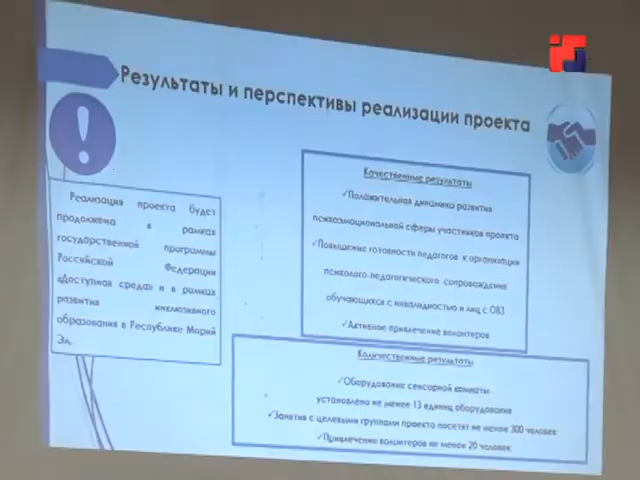 Результаты и перспективы реализации проекта
Реализация проекта будет
продолжена в рамках
государственной программы
Российской Федерации
«Доступная среда» и в рамках
развития инклюзивного
образования в Республике Марий
Эл.
Качественные результаты
✓Положительная динамика развития
психоэмоциональной сферы участников проекта
✓Повышение готовности педагогов к организации
психолого-педагогического сопровождения
обучающихся с инвалидностью и лиц с ОВЗ
✓Активное привлечение волонтеров
Количественные результаты
✓Оборудование сенсорной комнаты-
установлено не менее 13 единиц оборудования
✓Занятия с целевыми группами проекта посетят не менее 300 человек
✓Привлечение волонтеров не менее 20 человек